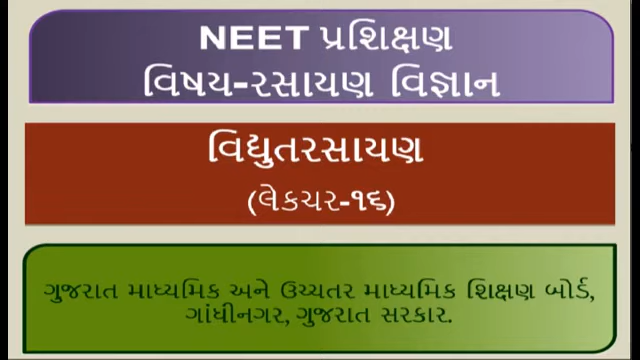 NEET પ્રશિક્ષણ
વિષય-રસાયણ વિજ્ઞાન
વિદ્યુતરસાયણ
(લેકચર-૧૬)
ગુજરાત માધ્યમિક અને ઉચ્ચતર માધ્યમિક શિક્ષણ બોર્ડ,
ગાંધીનગર, ગુજરાત સરકાર.